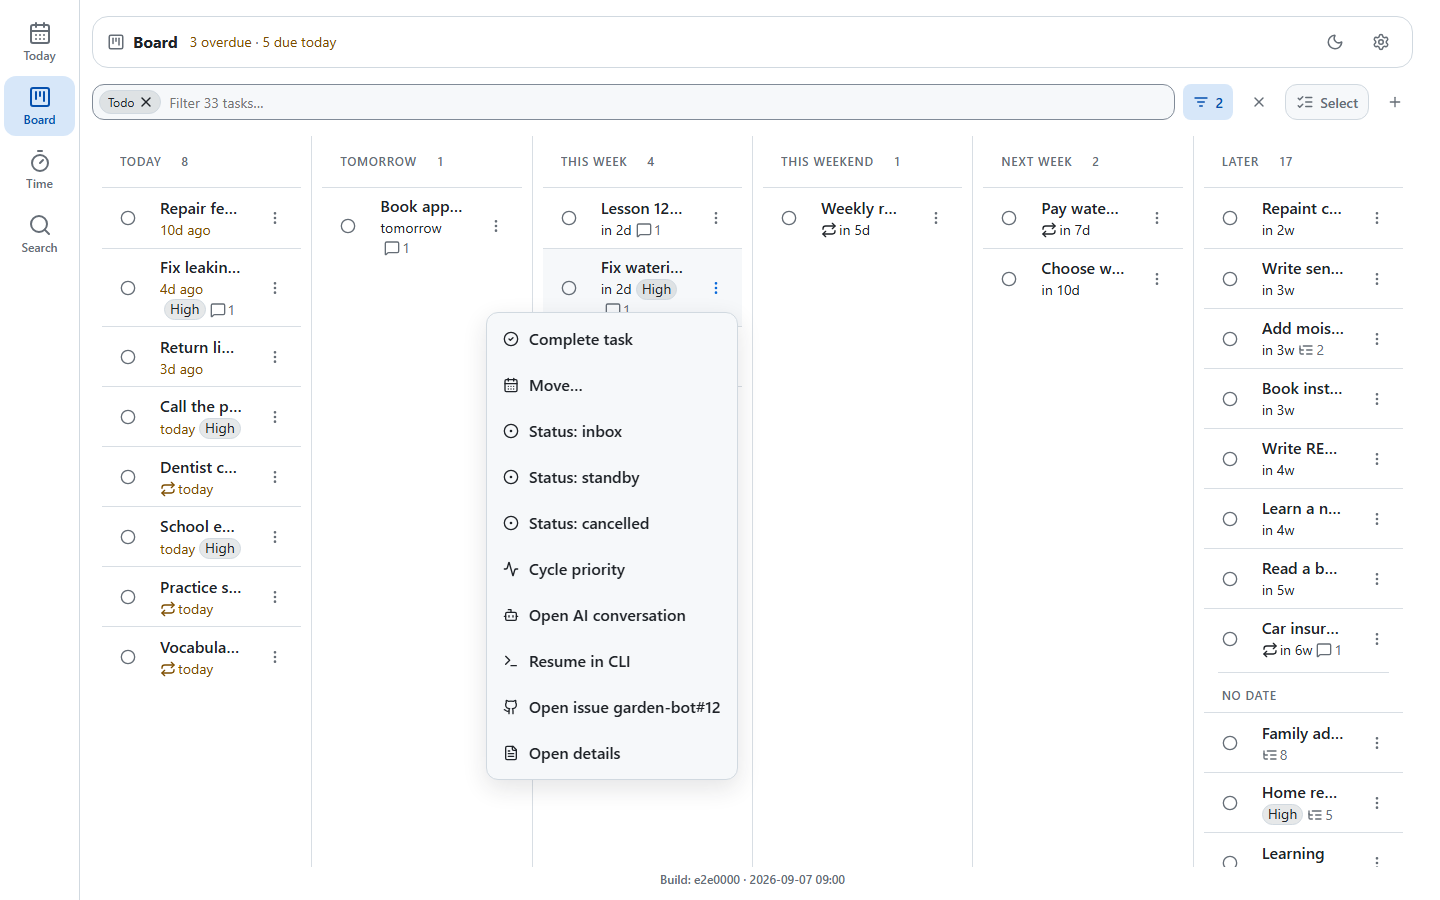 Today
Board
Time
Search
Board 3 overdue · 5 due today
Todo
Filter 33 tasks...
2
Select
TODAY 8
Repair fe...
10d ago
Fix leakin...
4d ago
High 1
Return li...
3d ago
Call the p...
today High
Dentist c...
today
School e...
today High
Practice s...
today
Vocabula...
today
TOMORROW 1
Book app...
tomorrow
1
THIS WEEK 4
Lesson 12...
in 2d 1
Fix wateri...
in 2d High
1
Complete task
Move...
Status: inbox
Status: standby
Status: cancelled
Cycle priority
Open AI conversation
Resume in CLI
Open issue garden-bot#12
Open details
THIS WEEKEND 1
Weekly r...
in 5d
NEXT WEEK 2
Pay wate...
in 7d
Choose w...
in 10d
LATER 17
Repaint c...
in 2w
Write sen...
in 3w
Add mois...
in 3w 2
Book inst...
in 3w
Write RE...
in 4w
Learn a n...
in 4w
Read a b...
in 5w
Car insur...
in 6w 1
NO DATE
Family ad...
8
Home re...
High 5
Learning
Build: e2e0000 · 2026-09-07 09:00